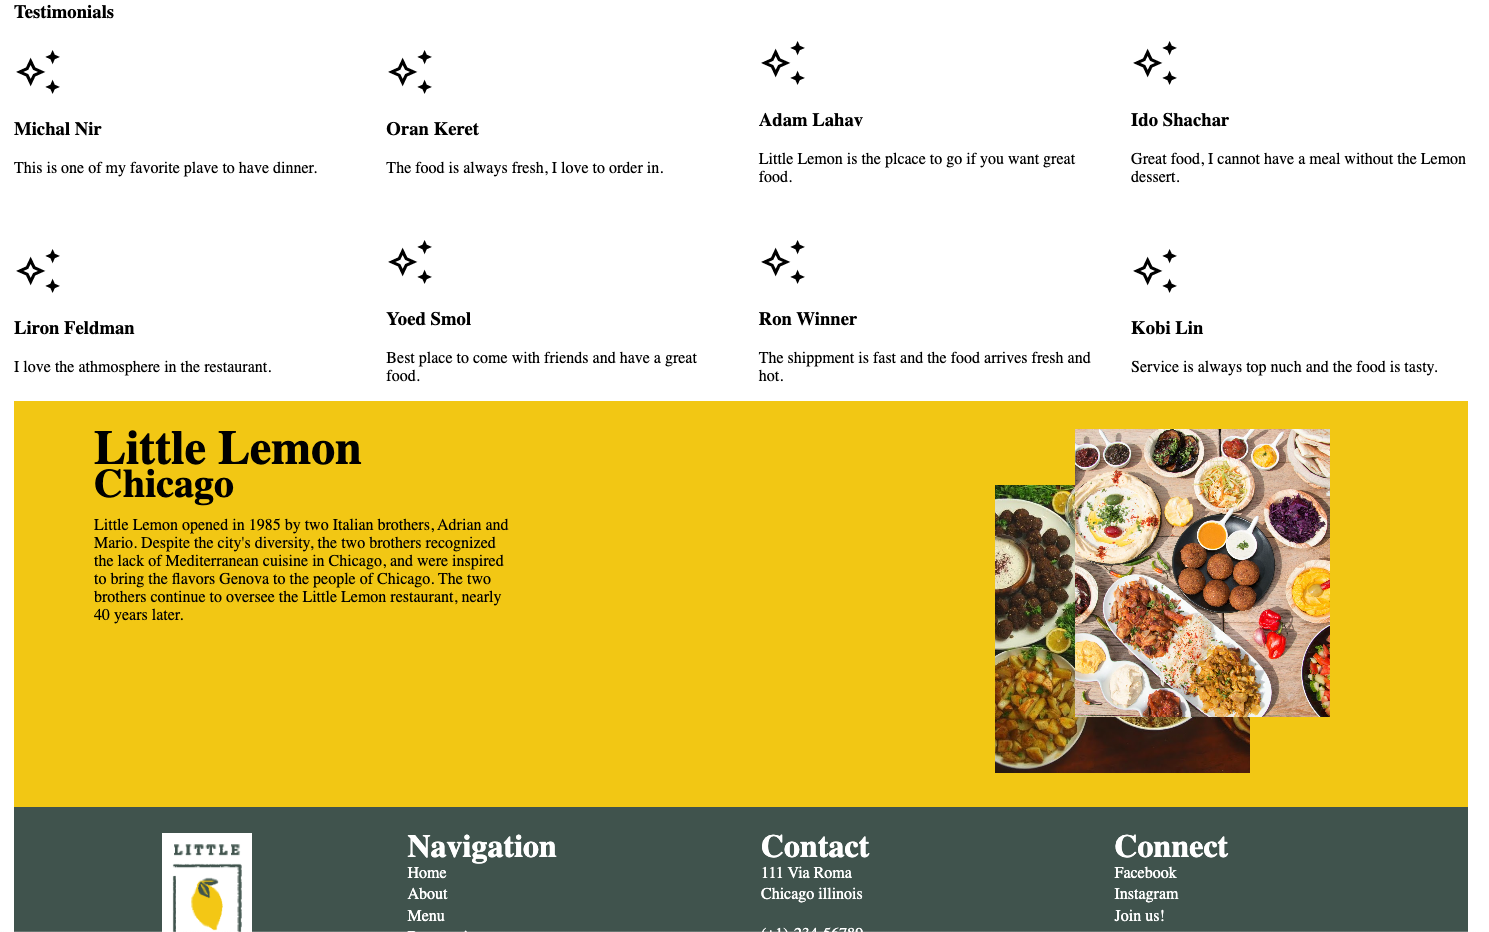 Testimonials
Michal Nir
This is one of my favorite plave to have dinner.
Oran Keret
The food is always fresh, I love to order in.
Adam Lahav
Little Lemon is the plcace to go if you want great
food.
Ido Shachar
Great food, I cannot have a meal without the Lemon
dessert.
Liron Feldman
I love the athmosphere in the restaurant.
Yoed Smol
Best place to come with friends and have a great
food.
Ron Winner
The shippment is fast and the food arrives fresh and
hot.
Kobi Lin
Service is always top nuch and the food is tasty.
Little Lemon
Chicago
Little Lemon opened in 1985 by two Italian brothers, Adrian and
Mario. Despite the city's diversity, the two brothers recognized
the lack of Mediterranean cuisine in Chicago, and were inspired
to bring the flavors Genova to the people of Chicago. The two
brothers continue to oversee the Little Lemon restaurant, nearly
40 years later.
LITTLE
Navigation
Home
About
Menu
Contact
111 Via Roma
Chicago illinois
Connect
Facebook
Instagram
Join us!